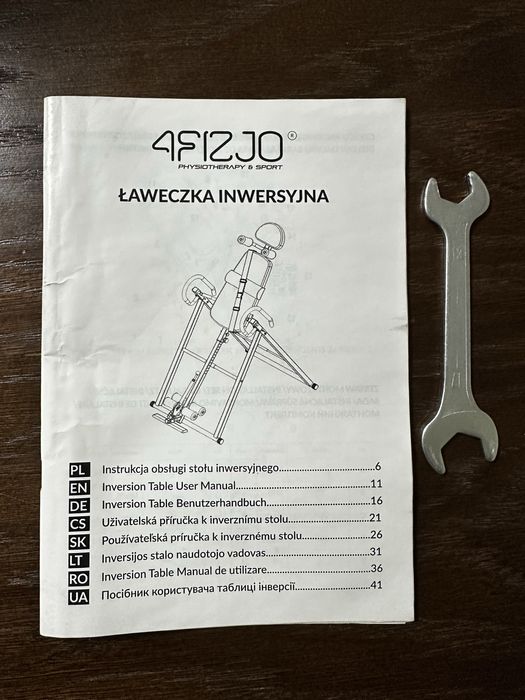 4FIZJO®
PHYSIOTHERAPY & SPORT
ŁAWECZKA INWERSYJNA
PL Instrukcja obsługi stołu inwersyjnego................................6
EN Inversion Table User Manual.............................................11
DE Inversion Table Benutzerhandbuch...................................16
CS Uživatelská příručka k inverznímu stolu...........................21
SK Používateľská príručka k inverznému stolu.......................26
LT Inversijos stalo naudotojo vadovas...................................31
RO Inversion Table Manual de utilizare...................................36
UA Посібник користувача таблиці інверсії..........................41